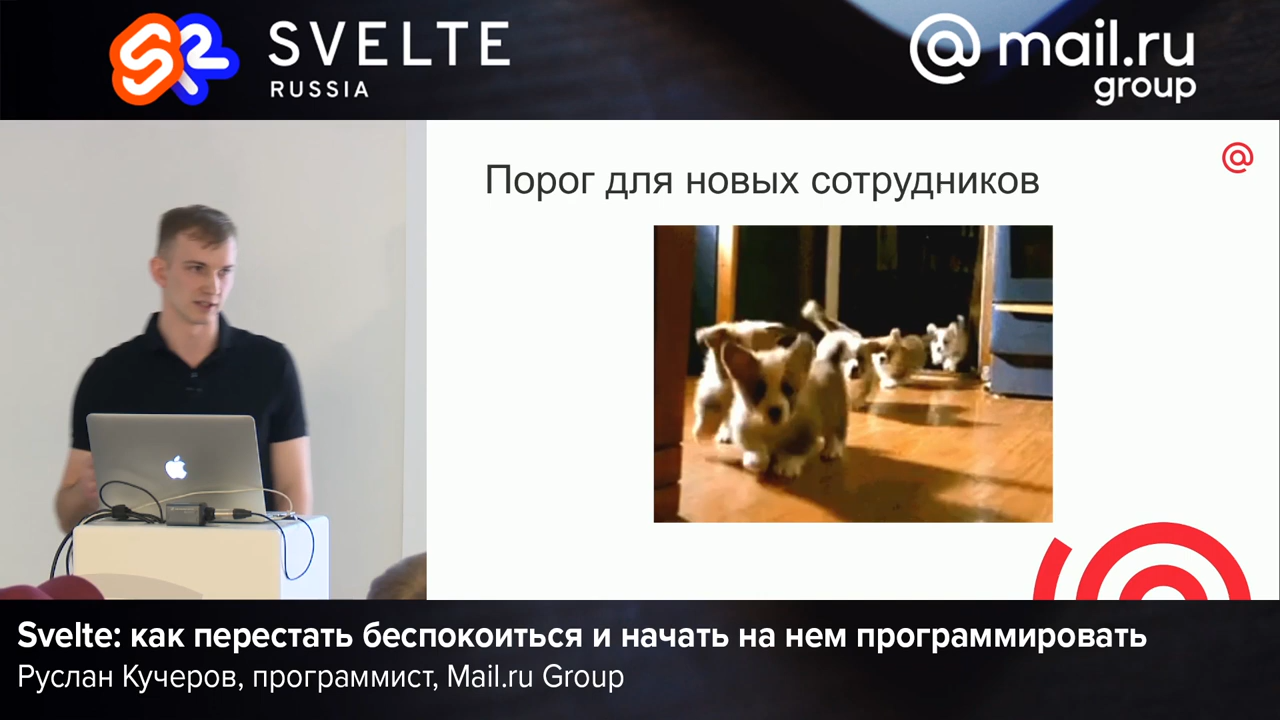 SVELTE
RUSSIA
@mail.ru
group
Порог для новых сотрудников
@
Svelte: как перестать беспокоиться и начать на нем программировать
Руслан Кучеров, программист, Mail.ru Group